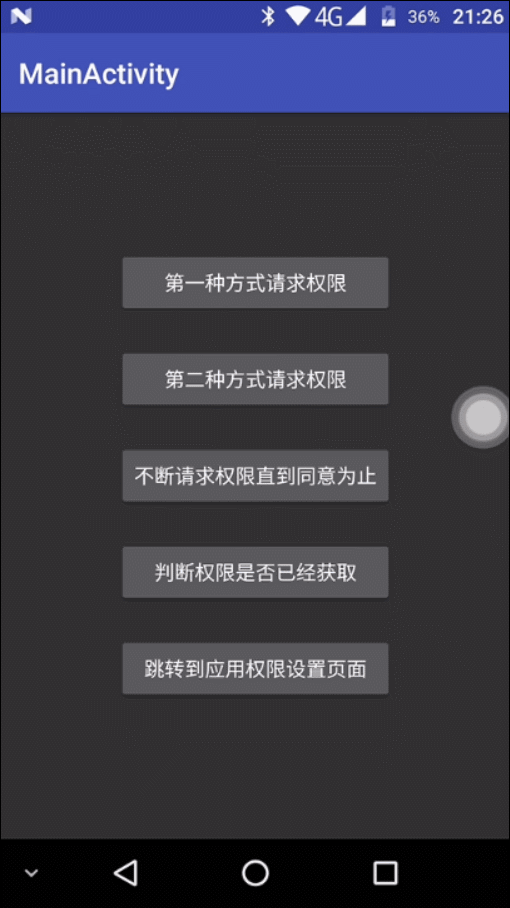 4G 36% 21:26
MainActivity
第一种方式请求权限
第二种方式请求权限
不断请求权限直到同意为止
判断权限是否已经获取
跳转到应用权限设置页面